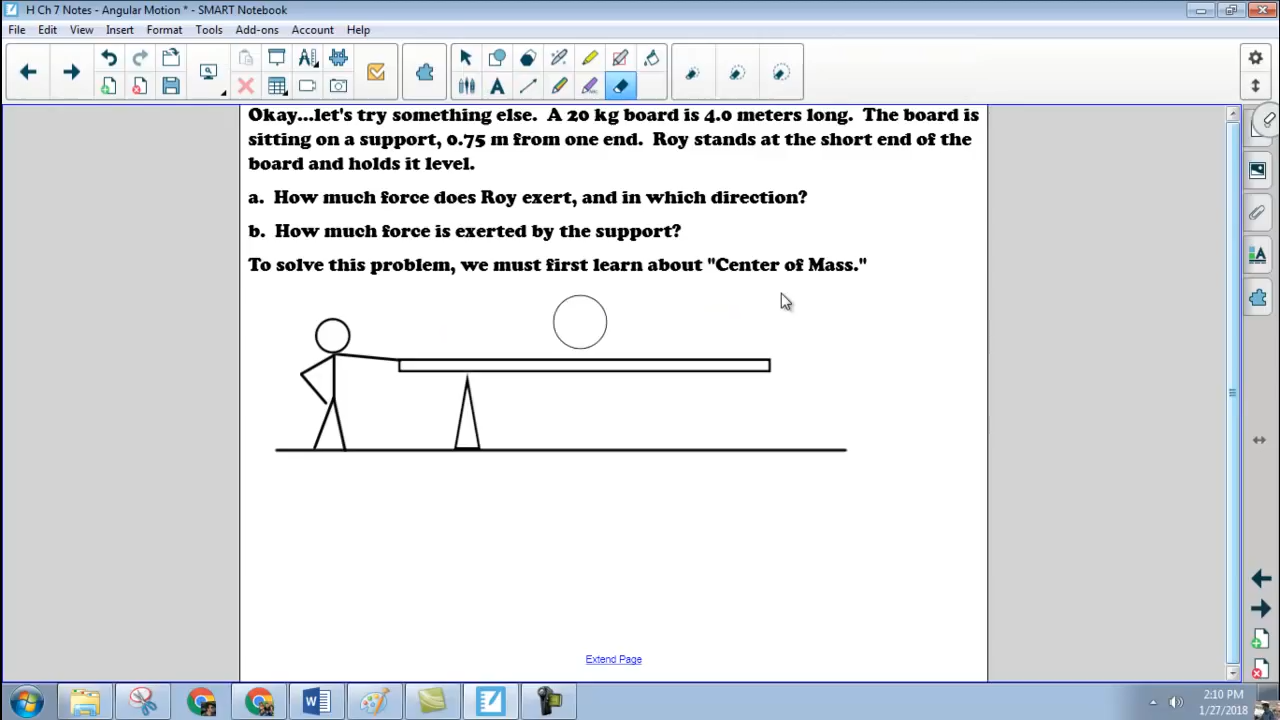 H Ch 7 Notes - Angular Motion * - SMART Notebook
File Edit View Insert Format Tools Add-ons Account Help
Okay...let's try something else. A 20 kg board is 4.0 meters long. The board is
sitting on a support, 0.75 m from one end. Roy stands at the short end of the
board and holds it level.
a. How much force does Roy exert, and in which direction?
b. How much force is exerted by the support?
To solve this problem, we must first learn about "Center of Mass."
Extend Page
2:10 PM
1/27/2018